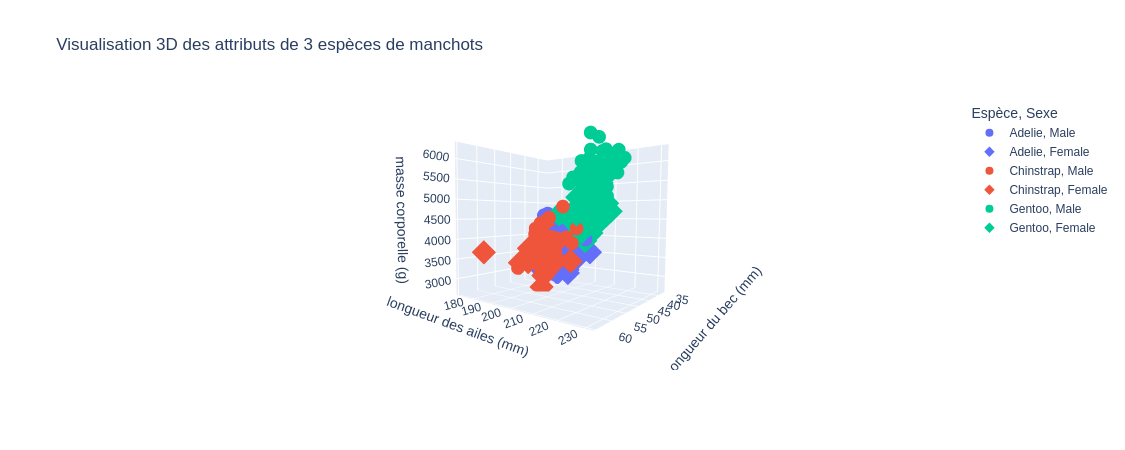 Visualisation 3D des attributs de 3 espèces de manchots
Espèce, Sexe
Adelie, Male
Adelie, Female
Chinstrap, Male
Chinstrap, Female
Gentoo, Male
Gentoo, Female
masse corporelle (g)
6000
5500
5000
4500
4000
3500
3000
longueur des ailes (mm)
180
190
200
210
220
230
ongueur du bec (mm)
60
55
50
45
40
35